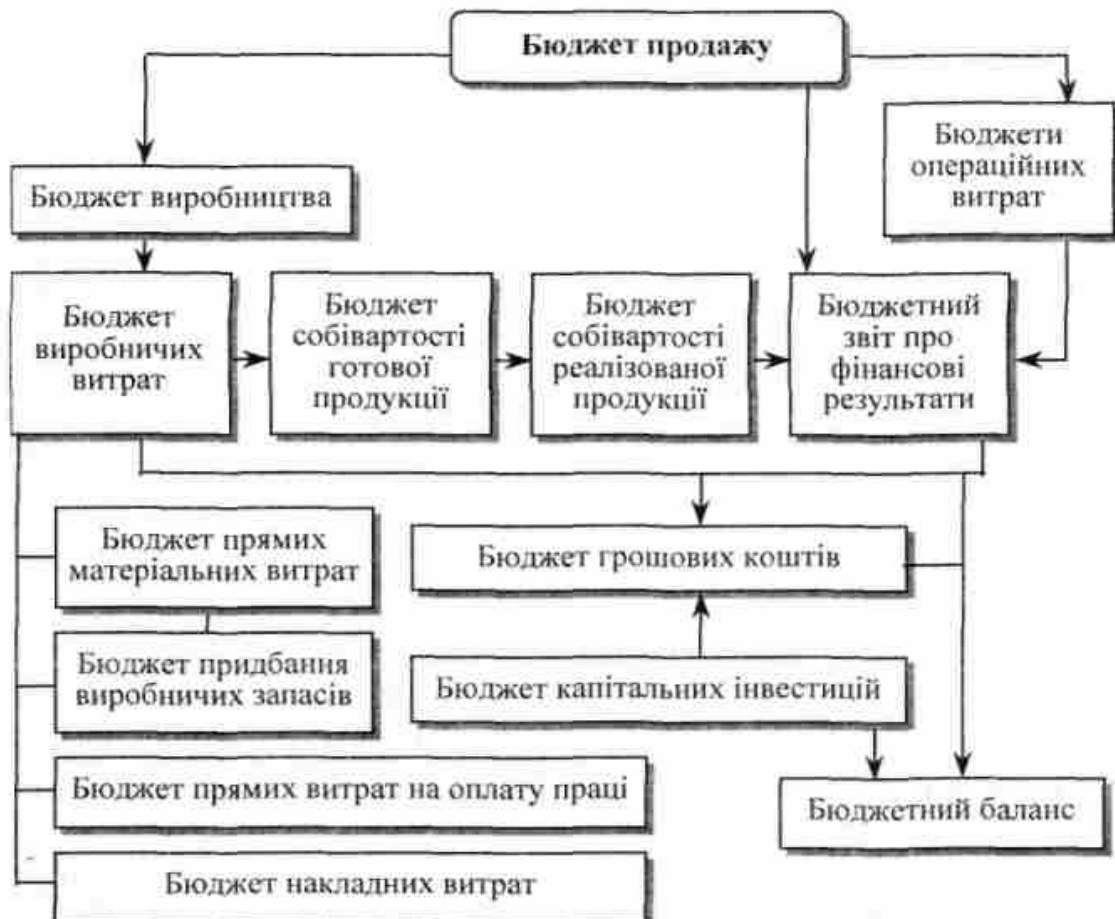 Бюджет продажу
Бюджети
операційних
витрат
Бюджет виробництва
Бюджет
виробничих
витрат
Бюджет
собівартості
готової
продукції
Бюджет
собівартості
реалізованої
продукції
Бюджетний
звіт про
фінансові
результати
Бюджет прямих
матеріальних витрат
Бюджет грошових коштів
Бюджет придбання
виробничих запасів
Бюджет капітальних інвестицій
Бюджет прямих витрат на оплату праці
Бюджетний баланс
Бюджет накладних витрат